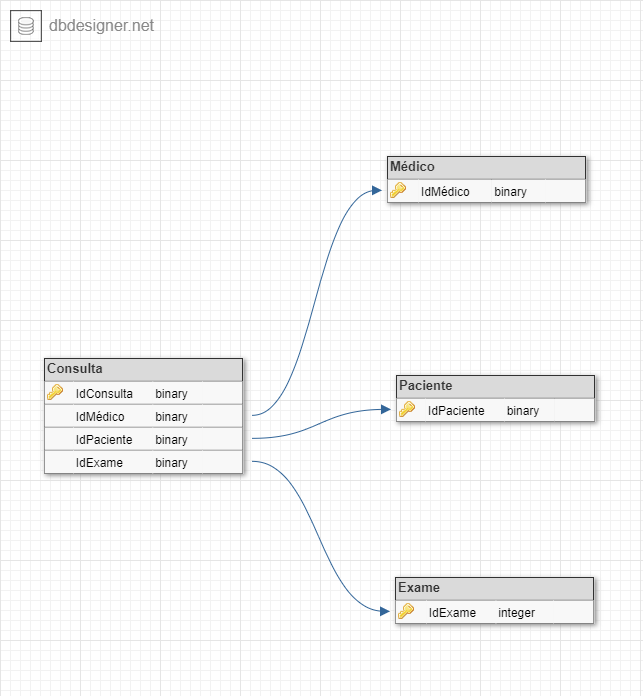 dbdesigner.net
Médico
IdMédico binary
Consulta
IdConsulta binary
IdMédico binary
IdPaciente binary
IdExame binary
Paciente
IdPaciente binary
Exame
IdExame integer